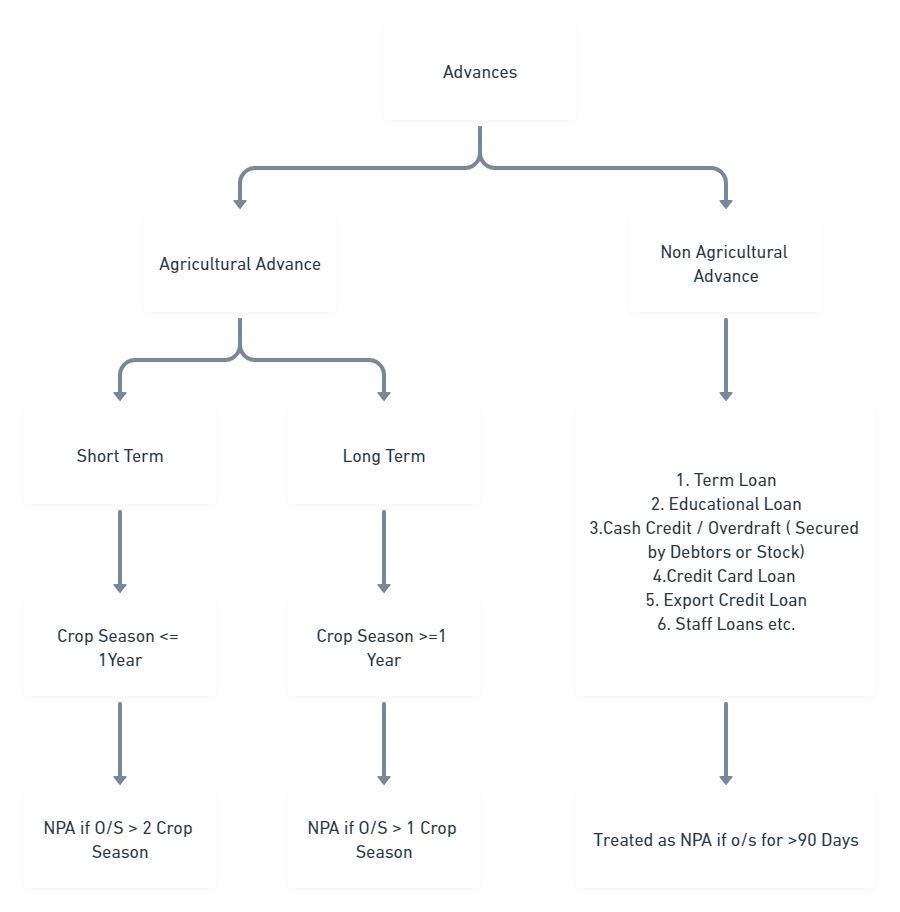 Advances
Agricultural Advance
Non Agricultural
Advance
Short Term
Long Term
1. Term Loan
2. Educational Loan
3.Cash Credit / Overdraft ( Secured
by Debtors or Stock)
4.Credit Card Loan
5. Export Credit Loan
6. Staff Loans etc.
Crop Season <=
1Year
Crop Season >=1
Year
NPA if O/S > 2 Crop
Season
NPA if O/S > 1 Crop
Season
Treated as NPA if o/s for >90 Days